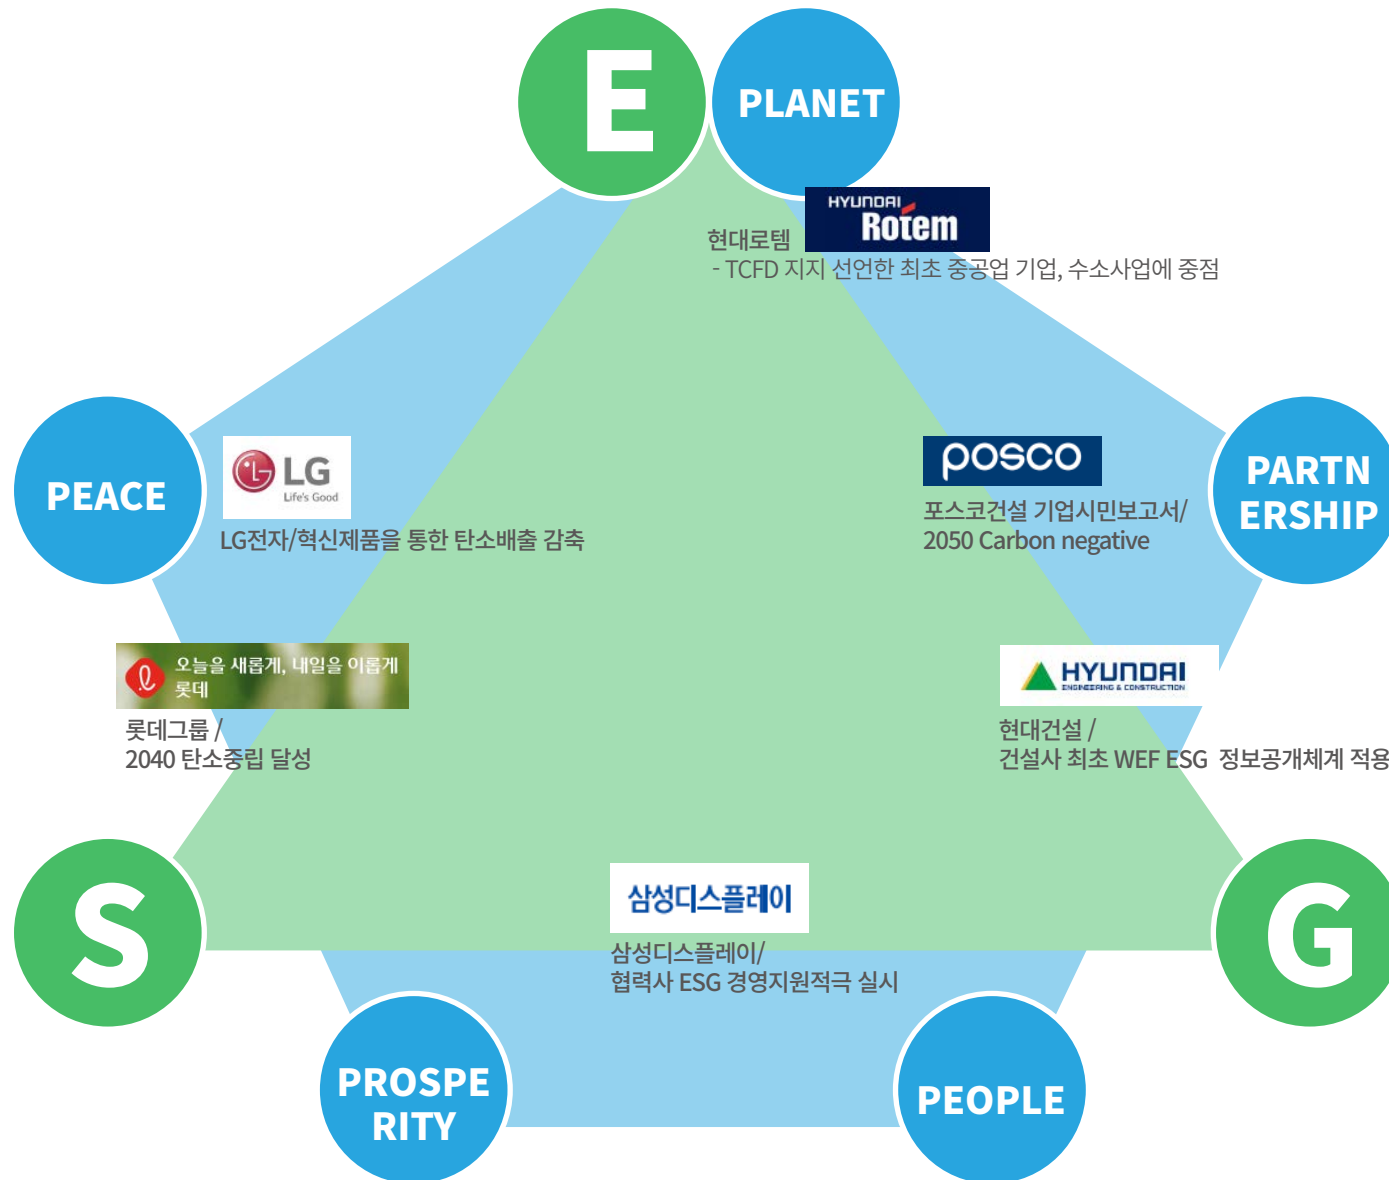 E
PLANET
HYUNDAI
Rotem
현대로템
- TCFD 지지 선언한 최초 중공업 기업, 수소사업에 중점
PEACE
LG
Life's Good
LG전자/혁신제품을 통한 탄소배출 감축
posco
포스코건설 기업시민보고서/
2050 Carbon negative
PARTN
ERSHIP
오늘을 새롭게, 내일을 이롭게
롯데
롯데그룹 /
2040 탄소중립 달성
HYUNDAI
ENGINEERING & CONSTRUCTION
현대건설 /
건설사 최초 WEF ESG 정보공개체계 적용
S
삼성디스플레이
삼성디스플레이/
협력사 ESG 경영지원적극 실시
G
PROSPE
RITY
PEOPLE